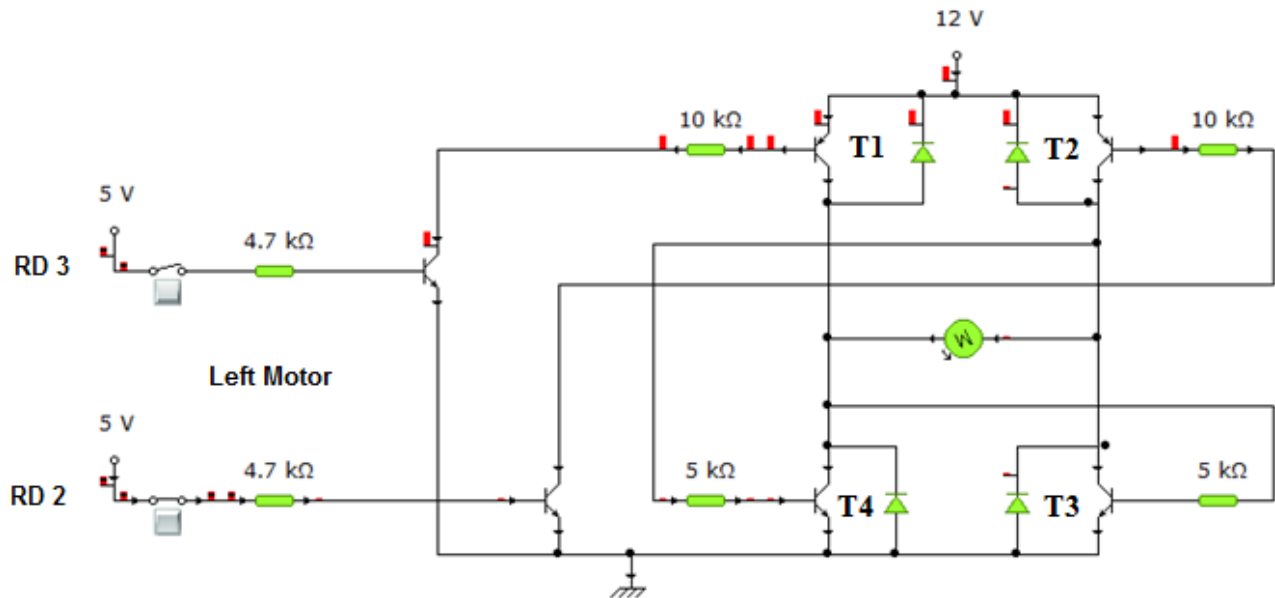 12 V
10 kΩ
T1
T2
10 kΩ
5 V
4.7 kΩ
RD 3
M
Left Motor
5 V
4.7 kΩ
RD 2
5 kΩ
T4
T3
5 kΩ